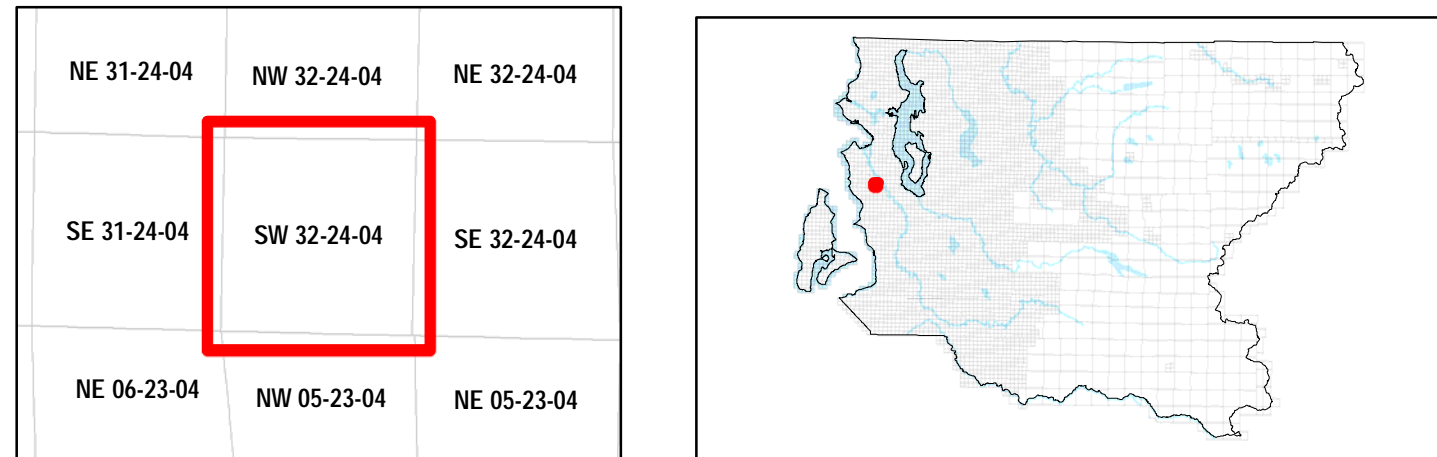 NE 31-24-04
NW 32-24-04
NE 32-24-04
SE 31-24-04
SW 32-24-04
SE 32-24-04
NE 06-23-04
NW 05-23-04
NE 05-23-04